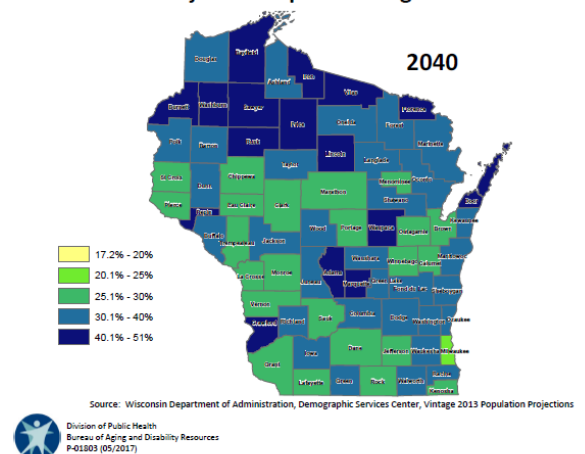 2040
Douglas
Bayfield
Ashland
Iron
Vilas
Burnett
Washburn
Sawyer
Price
Oneida
Forest
Florence
Marinette
Polk
Barron
Rusk
Lincoln
Langlade
Taylor
St Croix
Chippewa
Dunn
Marathon
Menominee
Oconto
Pierce
Pepin
Eau Claire
Clark
Shawano
Door
Buffalo
Trempealeau
Jackson
Wood
Portage
Waupaca
Outagamie
Brown
Kewaunee
La Crosse
Monroe
Juneau
Adams
Waushara
Winnebago
Calumet
Manitowoc
Marquette
Green Lake
Fond du Lac
Sheboygan
Vernon
Crawford
Richland
Sauk
Columbia
Dodge
Washington
Ozaukee
Grant
Iowa
Dane
Jefferson
Waukesha
Milwaukee
Lafayette
Green
Rock
Walworth
Racine
Kenosha
17.2% - 20%
20.1% - 25%
25.1% - 30%
30.1% - 40%
40.1% - 51%
Source: Wisconsin Department of Administration, Demographic Services Center, Vintage 2013 Population Projections
Division of Public Health
Bureau of Aging and Disability Resources
P-01803 (05/2017)